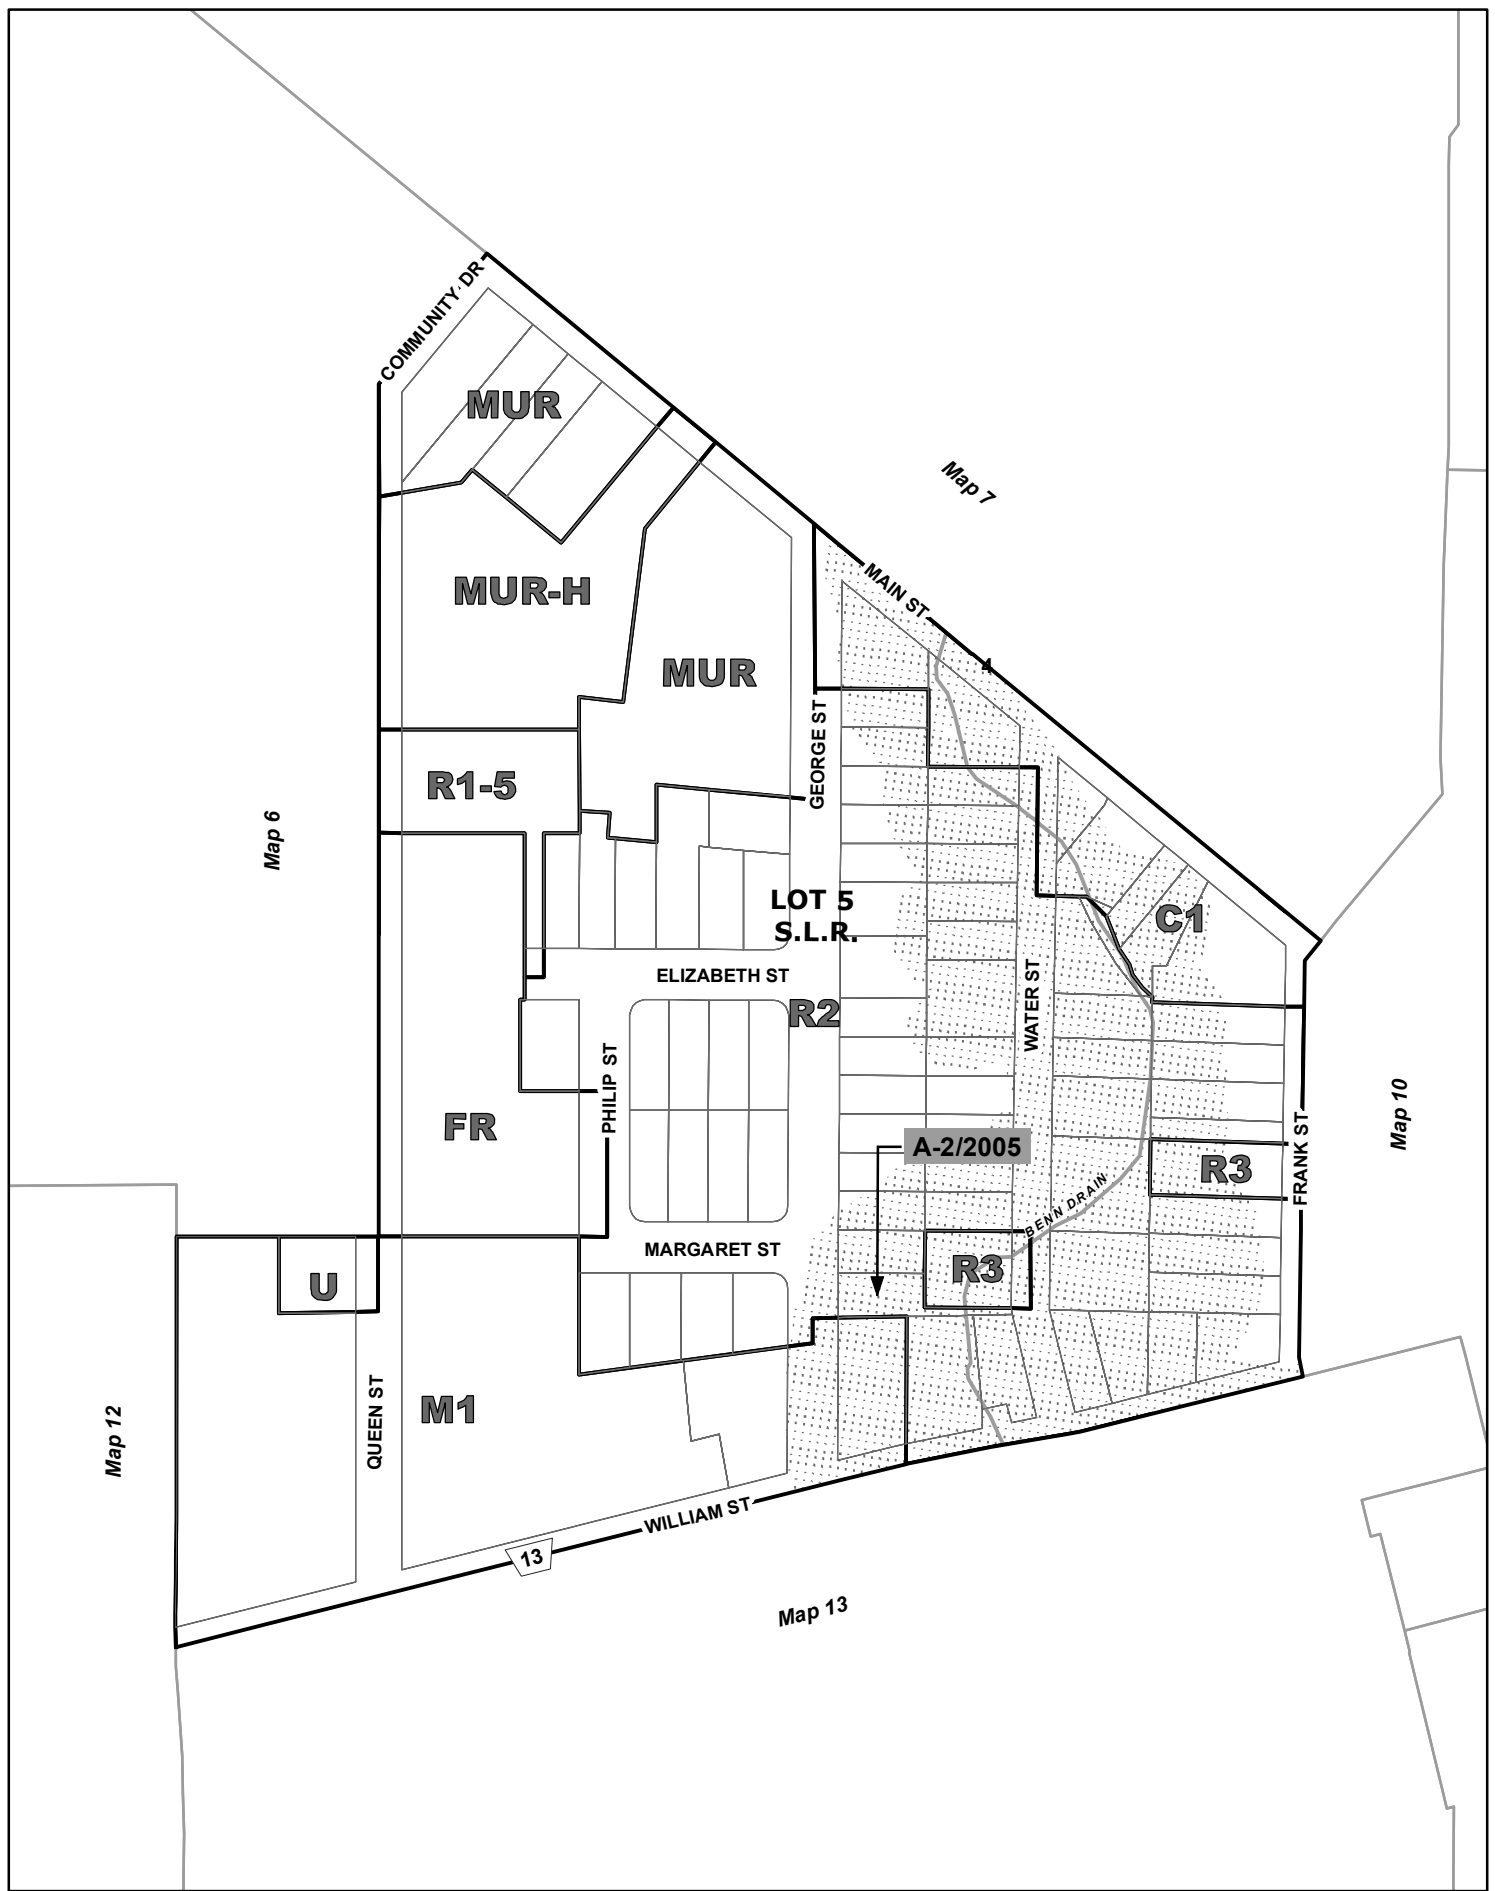 COMMUNITY DR
MUR
Map 7
MAIN ST
MUR-H
4
MUR
GEORGE ST
R1-5
Map 6
LOT 5
S.L.R.
C1
ELIZABETH ST
WATER ST
R2
PHILIP ST
FR
Map 10
A-2/2005
FRANK ST
R3
BENN DRAIN
MARGARET ST
R3
U
QUEEN ST
M1
Map 12
WILLIAM ST
13
Map 13